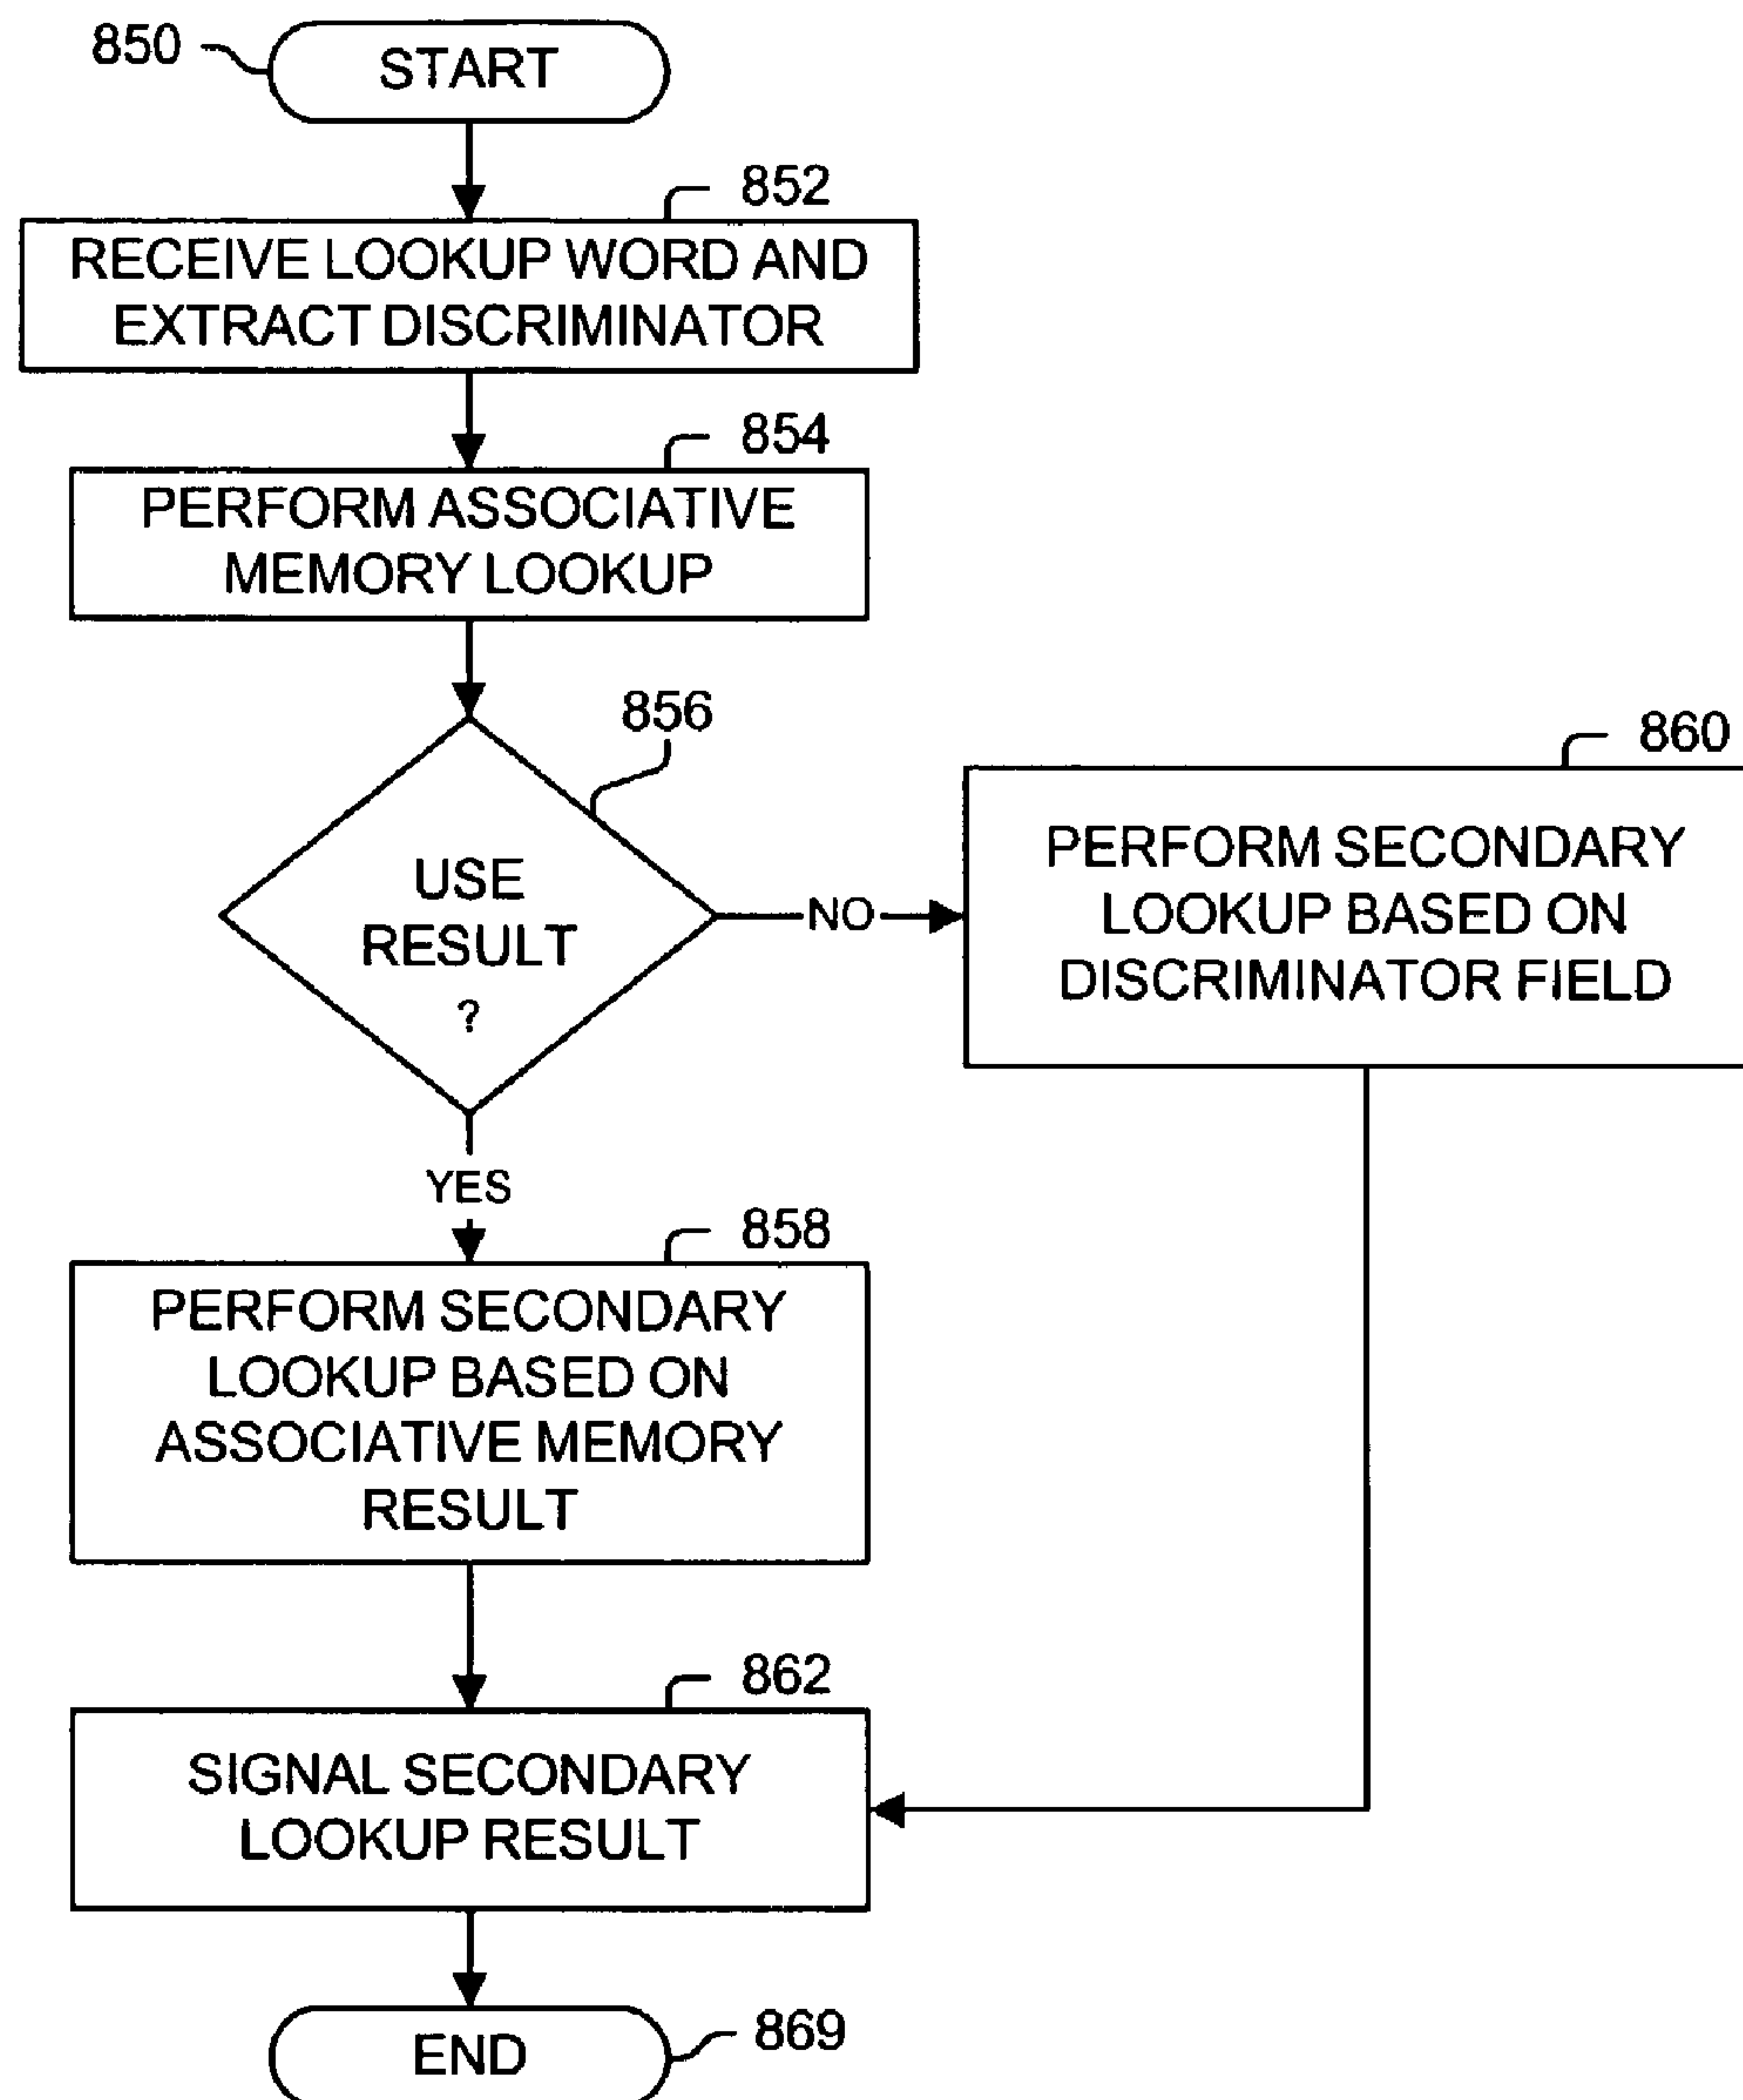 850
START
852
RECEIVE LOOKUP WORD AND
EXTRACT DISCRIMINATOR
854
PERFORM ASSOCIATIVE
MEMORY LOOKUP
856
USE
RESULT
?
NO
860
PERFORM SECONDARY
LOOKUP BASED ON
DISCRIMINATOR FIELD
YES
858
PERFORM SECONDARY
LOOKUP BASED ON
ASSOCIATIVE MEMORY
RESULT
862
SIGNAL SECONDARY
LOOKUP RESULT
END
869